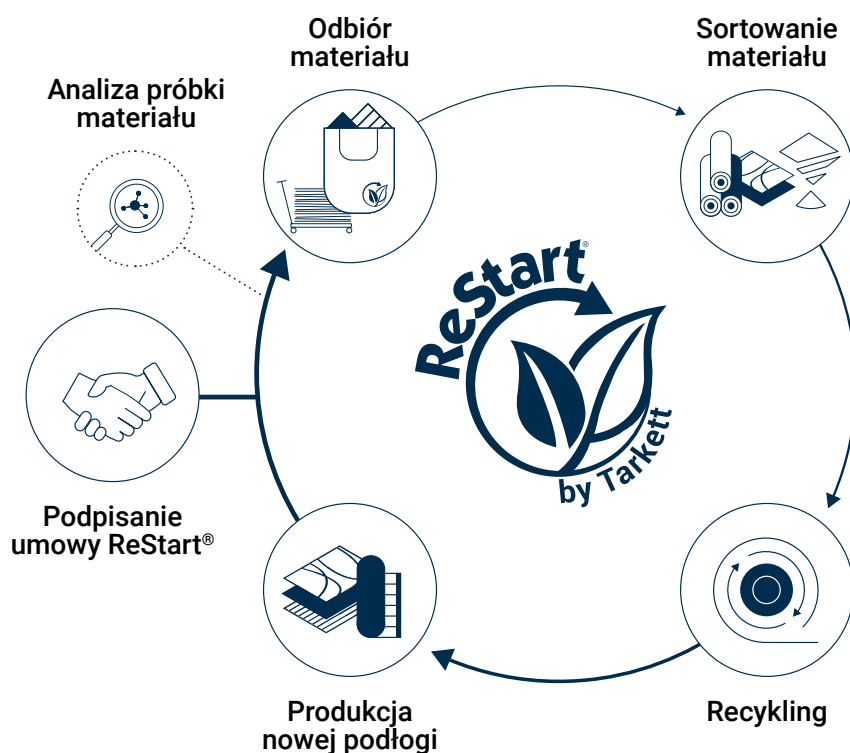 Odbiór
materiału
Sortowanie
materiału
Analiza próbki
materiału
ReStart®
by Tarkett
Podpisanie
umowy ReStart®
Produkcja
nowej podłogi
Recykling